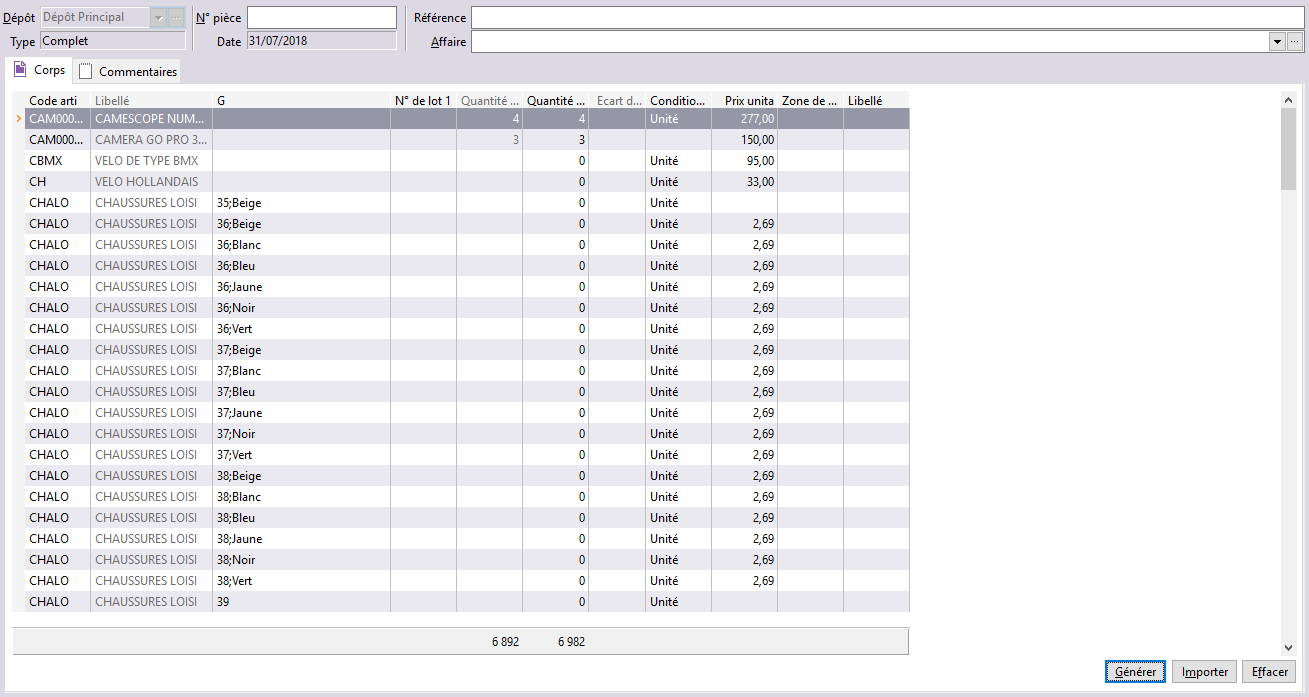 Dépôt Dépôt Principal N° pièce Référence
Type Complet Date 31/07/2018 Affaire
Corps Commentaires
Code arti Libellé G N° de lot 1 Quantité ... Quantité ... Ecart d... Conditio... Prix unita Zone de ... Libellé
CAM000... CAMESCOPE NUM... 4 4 Unité 277,00
CAM000... CAMERA GO PRO 3... 3 3 150,00
CBMX VELO DE TYPE BMX 0 Unité 95,00
CH VELO HOLLANDAIS 0 Unité 33,00
CHALO CHAUSSURES LOISI 35;Beige 0 Unité
CHALO CHAUSSURES LOISI 36;Beige 0 Unité 2,69
CHALO CHAUSSURES LOISI 36;Blanc 0 Unité 2,69
CHALO CHAUSSURES LOISI 36;Bleu 0 Unité 2,69
CHALO CHAUSSURES LOISI 36;Jaune 0 Unité 2,69
CHALO CHAUSSURES LOISI 36;Noir 0 Unité 2,69
CHALO CHAUSSURES LOISI 36;Vert 0 Unité 2,69
CHALO CHAUSSURES LOISI 37;Beige 0 Unité 2,69
CHALO CHAUSSURES LOISI 37;Blanc 0 Unité 2,69
CHALO CHAUSSURES LOISI 37;Bleu 0 Unité 2,69
CHALO CHAUSSURES LOISI 37;Jaune 0 Unité 2,69
CHALO CHAUSSURES LOISI 37;Noir 0 Unité 2,69
CHALO CHAUSSURES LOISI 37;Vert 0 Unité 2,69
CHALO CHAUSSURES LOISI 38;Beige 0 Unité 2,69
CHALO CHAUSSURES LOISI 38;Blanc 0 Unité 2,69
CHALO CHAUSSURES LOISI 38;Bleu 0 Unité 2,69
CHALO CHAUSSURES LOISI 38;Jaune 0 Unité 2,69
CHALO CHAUSSURES LOISI 38;Noir 0 Unité 2,69
CHALO CHAUSSURES LOISI 38;Vert 0 Unité 2,69
CHALO CHAUSSURES LOISI 39 0 Unité
6 892 6 982
Générer Importer Effacer